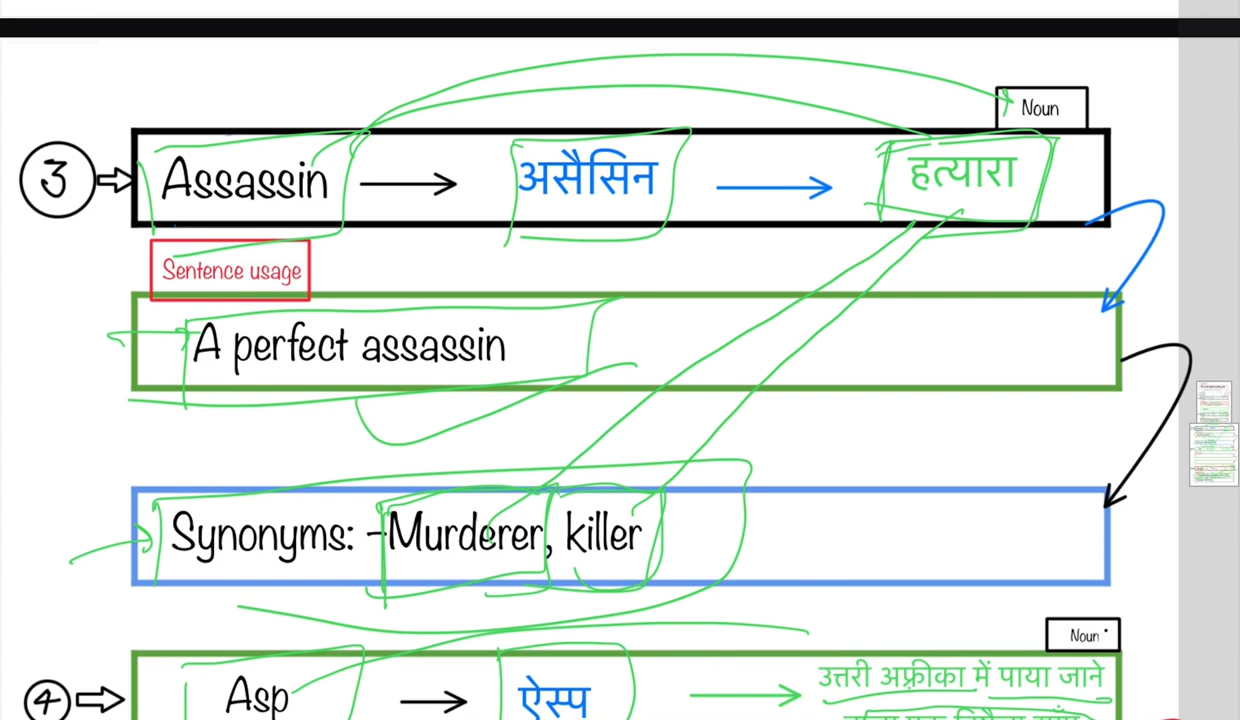 Noun
3 Assassin असैसिन हत्यारा
Sentence usage
A perfect assassin
Synonyms: -Murderer, killer
Noun
4 Asp ऐस्प उत्तरी अफ़्रीका में पाया जाने